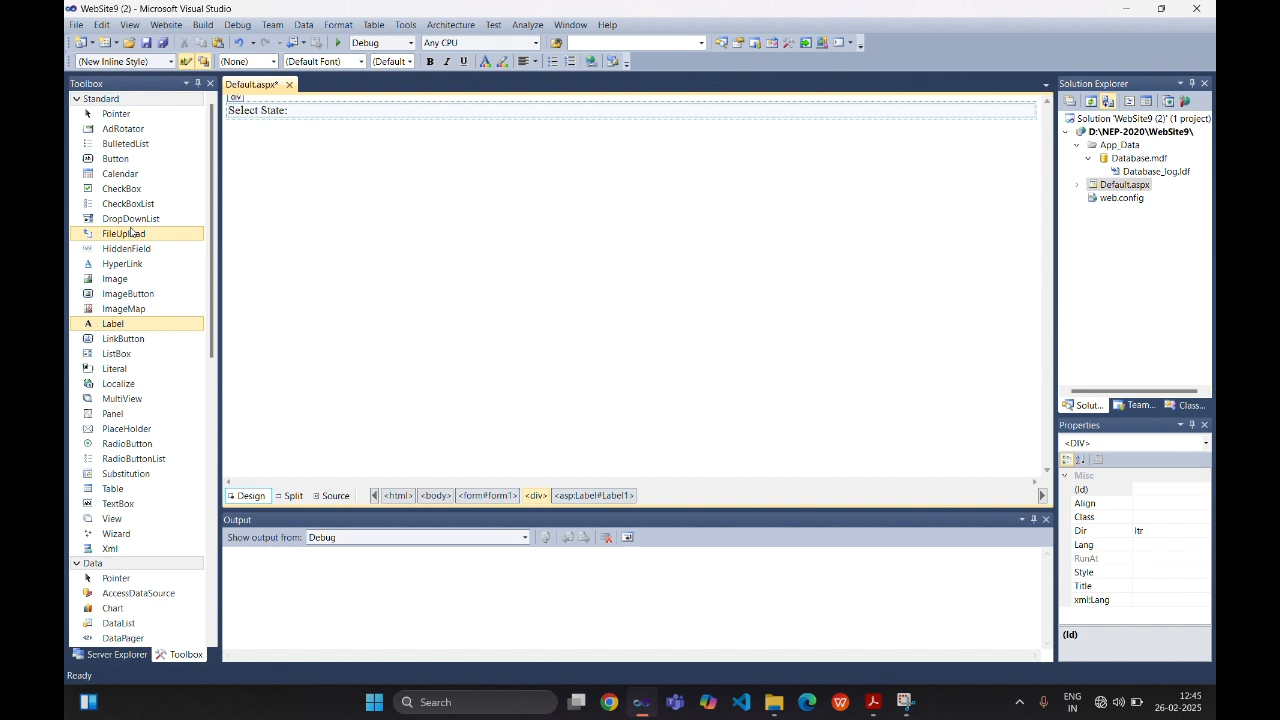 WebSite9 (2) - Microsoft Visual Studio
File Edit View Website Build Debug Team Data Format Table Tools Architecture Test Analyze Window Help
Debug Any CPU
(New Inline Style) (None) (Default Font) (Default B I U A
Toolbox
Standard
Pointer
AdRotator
BulletedList
Button
Calendar
CheckBox
CheckBoxList
DropDownList
FileUpload
HiddenField
HyperLink
Image
ImageButton
ImageMap
Label
LinkButton
ListBox
Literal
Localize
MultiView
Panel
PlaceHolder
RadioButton
RadioButtonList
Substitution
Table
TextBox
View
Wizard
Xml
Data
Pointer
AccessDataSource
Chart
DataList
DataPager
Server Explorer Toolbox
Default.aspx*
div
Select State:
Design Split Source <html> <body> <form#form1> <div> <asp:Label#Label1>
Output
Show output from: Debug
Solution Explorer
Solution 'WebSite9 (2)' (1 project)
D:\NEP-2020\WebSite9\
App_Data
Database.mdf
Database_log.ldf
Default.aspx
web.config
Solut... Team... Class...
Properties
<DIV>
Misc
(Id)
Align
Class
Dir ltr
Lang
RunAt
Style
Title
xml:Lang
(Id)
Ready
Search
ENG
IN
12:45
26-02-2025